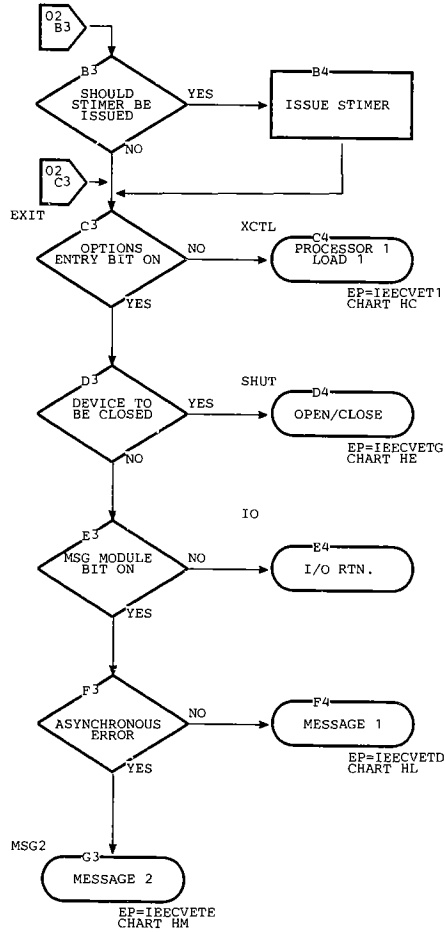 02
B3
B3
SHOULD
STIMER BE
ISSUED
YES
B4
ISSUE STIMER
NO
02
C3
EXIT
C3
OPTIONS
ENTRY BIT ON
NO
XCTL
C4
PROCESSOR 1
LOAD 1
EP=IEECVET1
CHART HC
YES
D3
DEVICE TO
BE CLOSED
YES
SHUT
D4
OPEN/CLOSE
EP=IEECVETG
CHART HE
NO
IO
E3
MSG MODULE
BIT ON
NO
E4
I/O RTN.
YES
F3
ASYNCHRONOUS
ERROR
NO
F4
MESSAGE 1
EP=IEECVETD
CHART HL
YES
MSG2
G3
MESSAGE 2
EP=IEECVETE
CHART HM